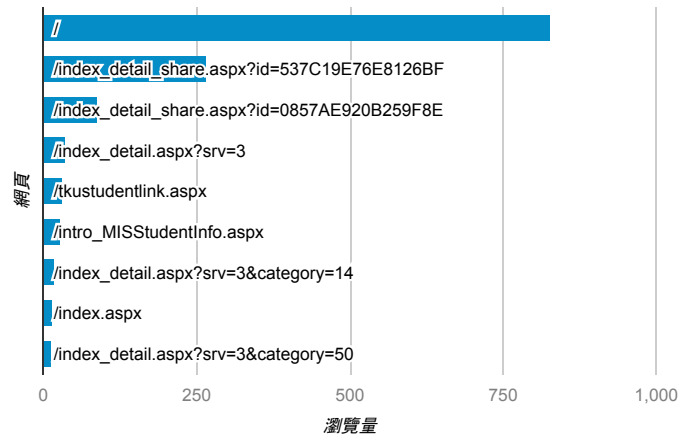 /
/index_detail_share.aspx?id=537C19E76E8126BF
/index_detail_share.aspx?id=0857AE920B259F8E
/index_detail.aspx?srv=3
/tkustudentlink.aspx
/intro_MISStudentInfo.aspx
/index_detail.aspx?srv=3&category=14
/index.aspx
/index_detail.aspx?srv=3&category=50
網頁
0 250 500 750 1,000
瀏覽量